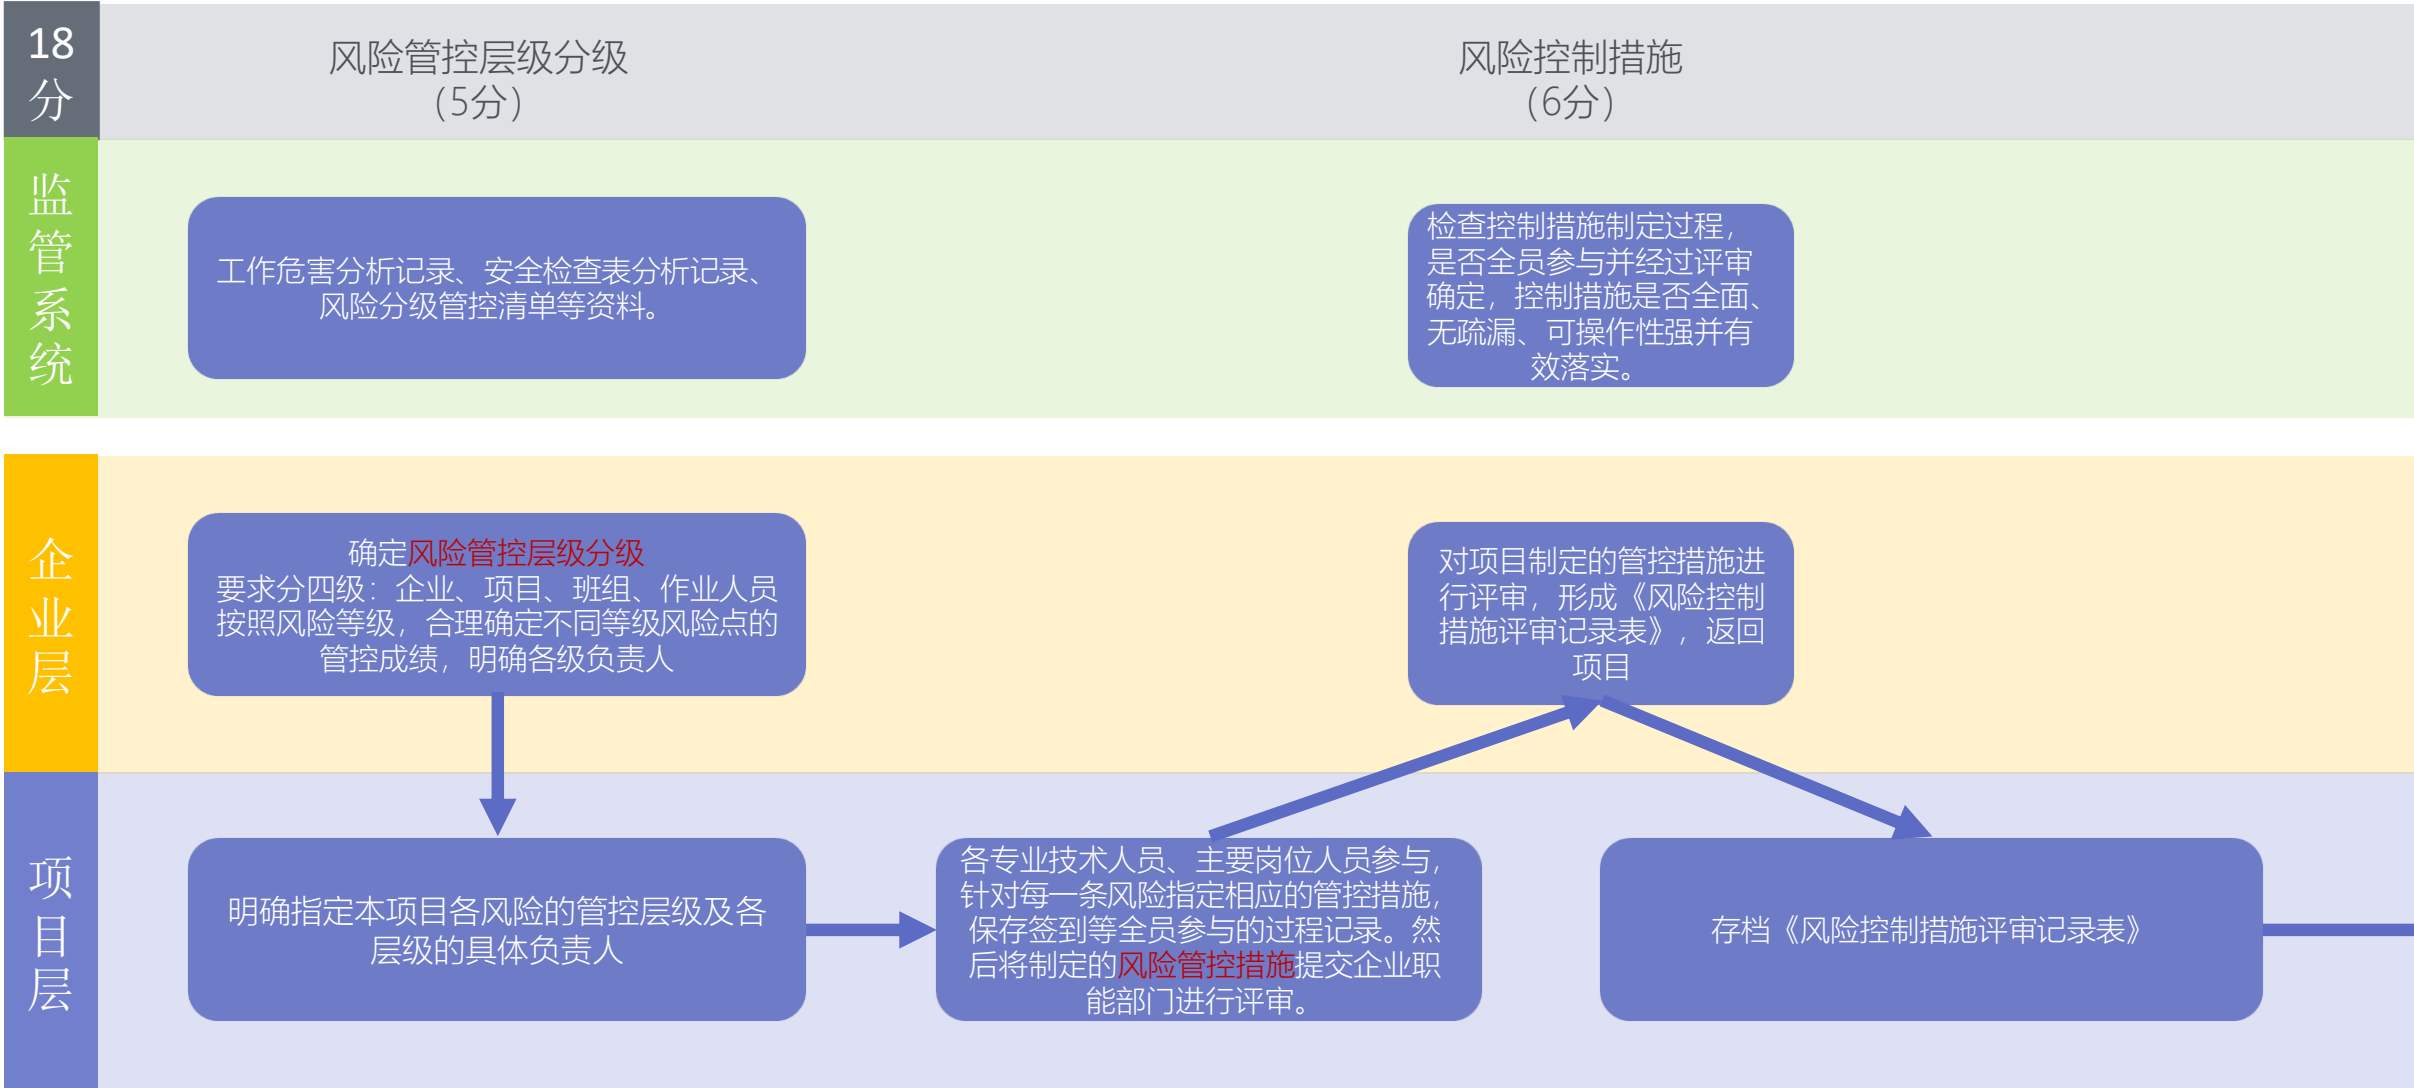 18
分
风险管控层级分级
（5分）
风险控制措施
（6分）
监管系统
工作危害分析记录、安全检查表分析记录、
风险分级管控清单等资料。
检查控制措施制定过程，
是否全员参与并经过评审
确定，控制措施是否全面、
无疏漏、可操作性强并有
效落实。
企业层
确定风险管控层级分级
要求分四级：企业、项目、班组、作业人员
按照风险等级，合理确定不同等级风险点的
管控成绩，明确各级负责人
对项目制定的管控措施进
行评审，形成《风险控制
措施评审记录表》，返回
项目
项目层
明确指定本项目各风险的管控层级及各
层级的具体负责人
各专业技术人员、主要岗位人员参与，
针对每一条风险指定相应的管控措施，
保存签到等全员参与的过程记录。然
后将制定的风险管控措施提交企业职
能部门进行评审。
存档《风险控制措施评审记录表》